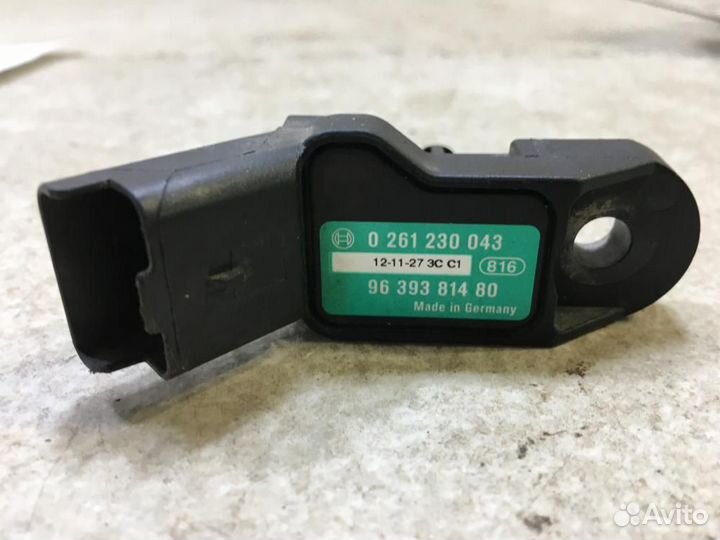 0 261 230 043
12-11-27 3C C1
816
96 393 814 80
Made in Germany
Avito